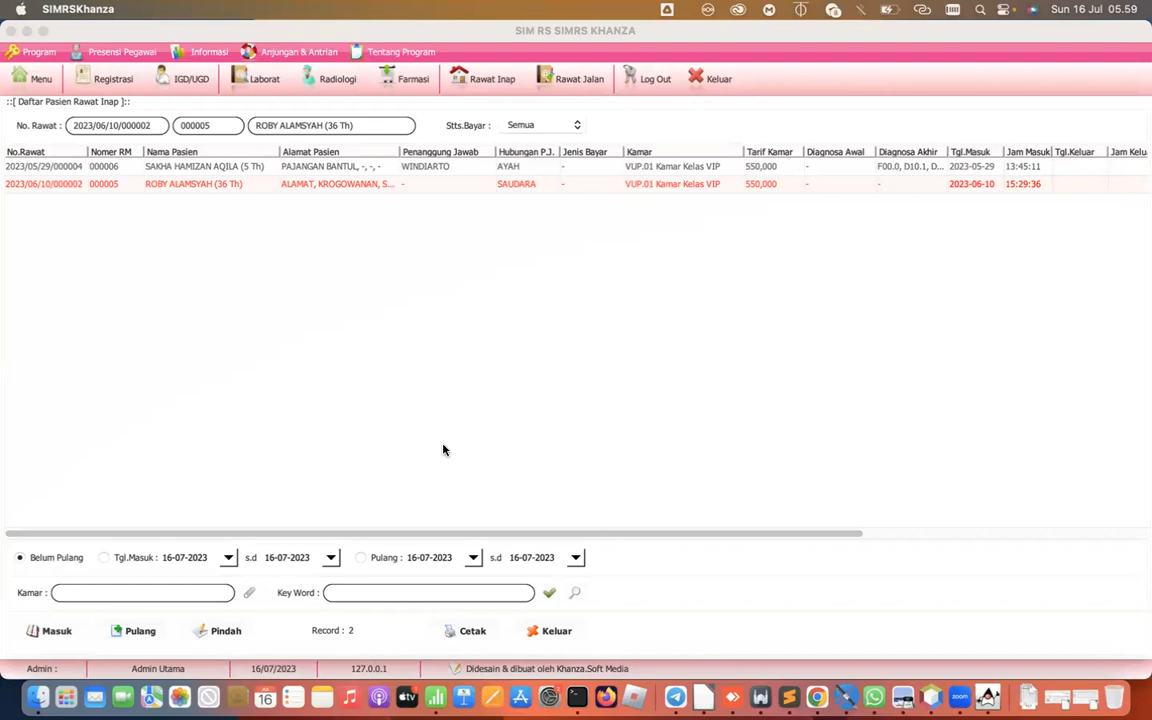 SIMRSKhanza Sun 16 Jul 05.59
SIM RS SIMRS KHANZA
Program Presensi Pegawai Informasi Anjungan & Antrian Tentang Program
Menu Registrasi IGD/UGD Laborat Radiologi Farmasi Rawat Inap Rawat Jalan Log Out Keluar
::[ Daftar Pasien Rawat Inap ]::
No. Rawat : 2023/06/10/000002 000005 ROBY ALAMSYAH (36 Th) Stts.Bayar : Semua
No.Rawat Nomer RM Nama Pasien Alamat Pasien Penanggung Jawab Hubungan P.J. Jenis Bayar Kamar Tarif Kamar Diagnosa Awal Diagnosa Akhir Tgl.Masuk Jam Masuk Tgl.Keluar Jam Kelu
2023/05/29/000004 000006 SAKHA HAMIZAN AQILA (5 Th) PAJANGAN BANTUL, -, -, - WINDIARTO AYAH - VUP.01 Kamar Kelas VIP 550,000 - F00.0, D10.1, D... 2023-05-29 13:45:11
2023/06/10/000002 000005 ROBY ALAMSYAH (36 Th) ALAMAT, KROGOWANAN, S... - SAUDARA - VUP.01 Kamar Kelas VIP 550,000 - - 2023-06-10 15:29:36
Belum Pulang Tgl.Masuk : 16-07-2023 s.d 16-07-2023 Pulang : 16-07-2023 s.d 16-07-2023
Kamar : Key Word :
Masuk Pulang Pindah Record : 2 Cetak Keluar
Admin : Admin Utama 16/07/2023 127.0.0.1 Didesain & dibuat oleh Khanza.Soft Media